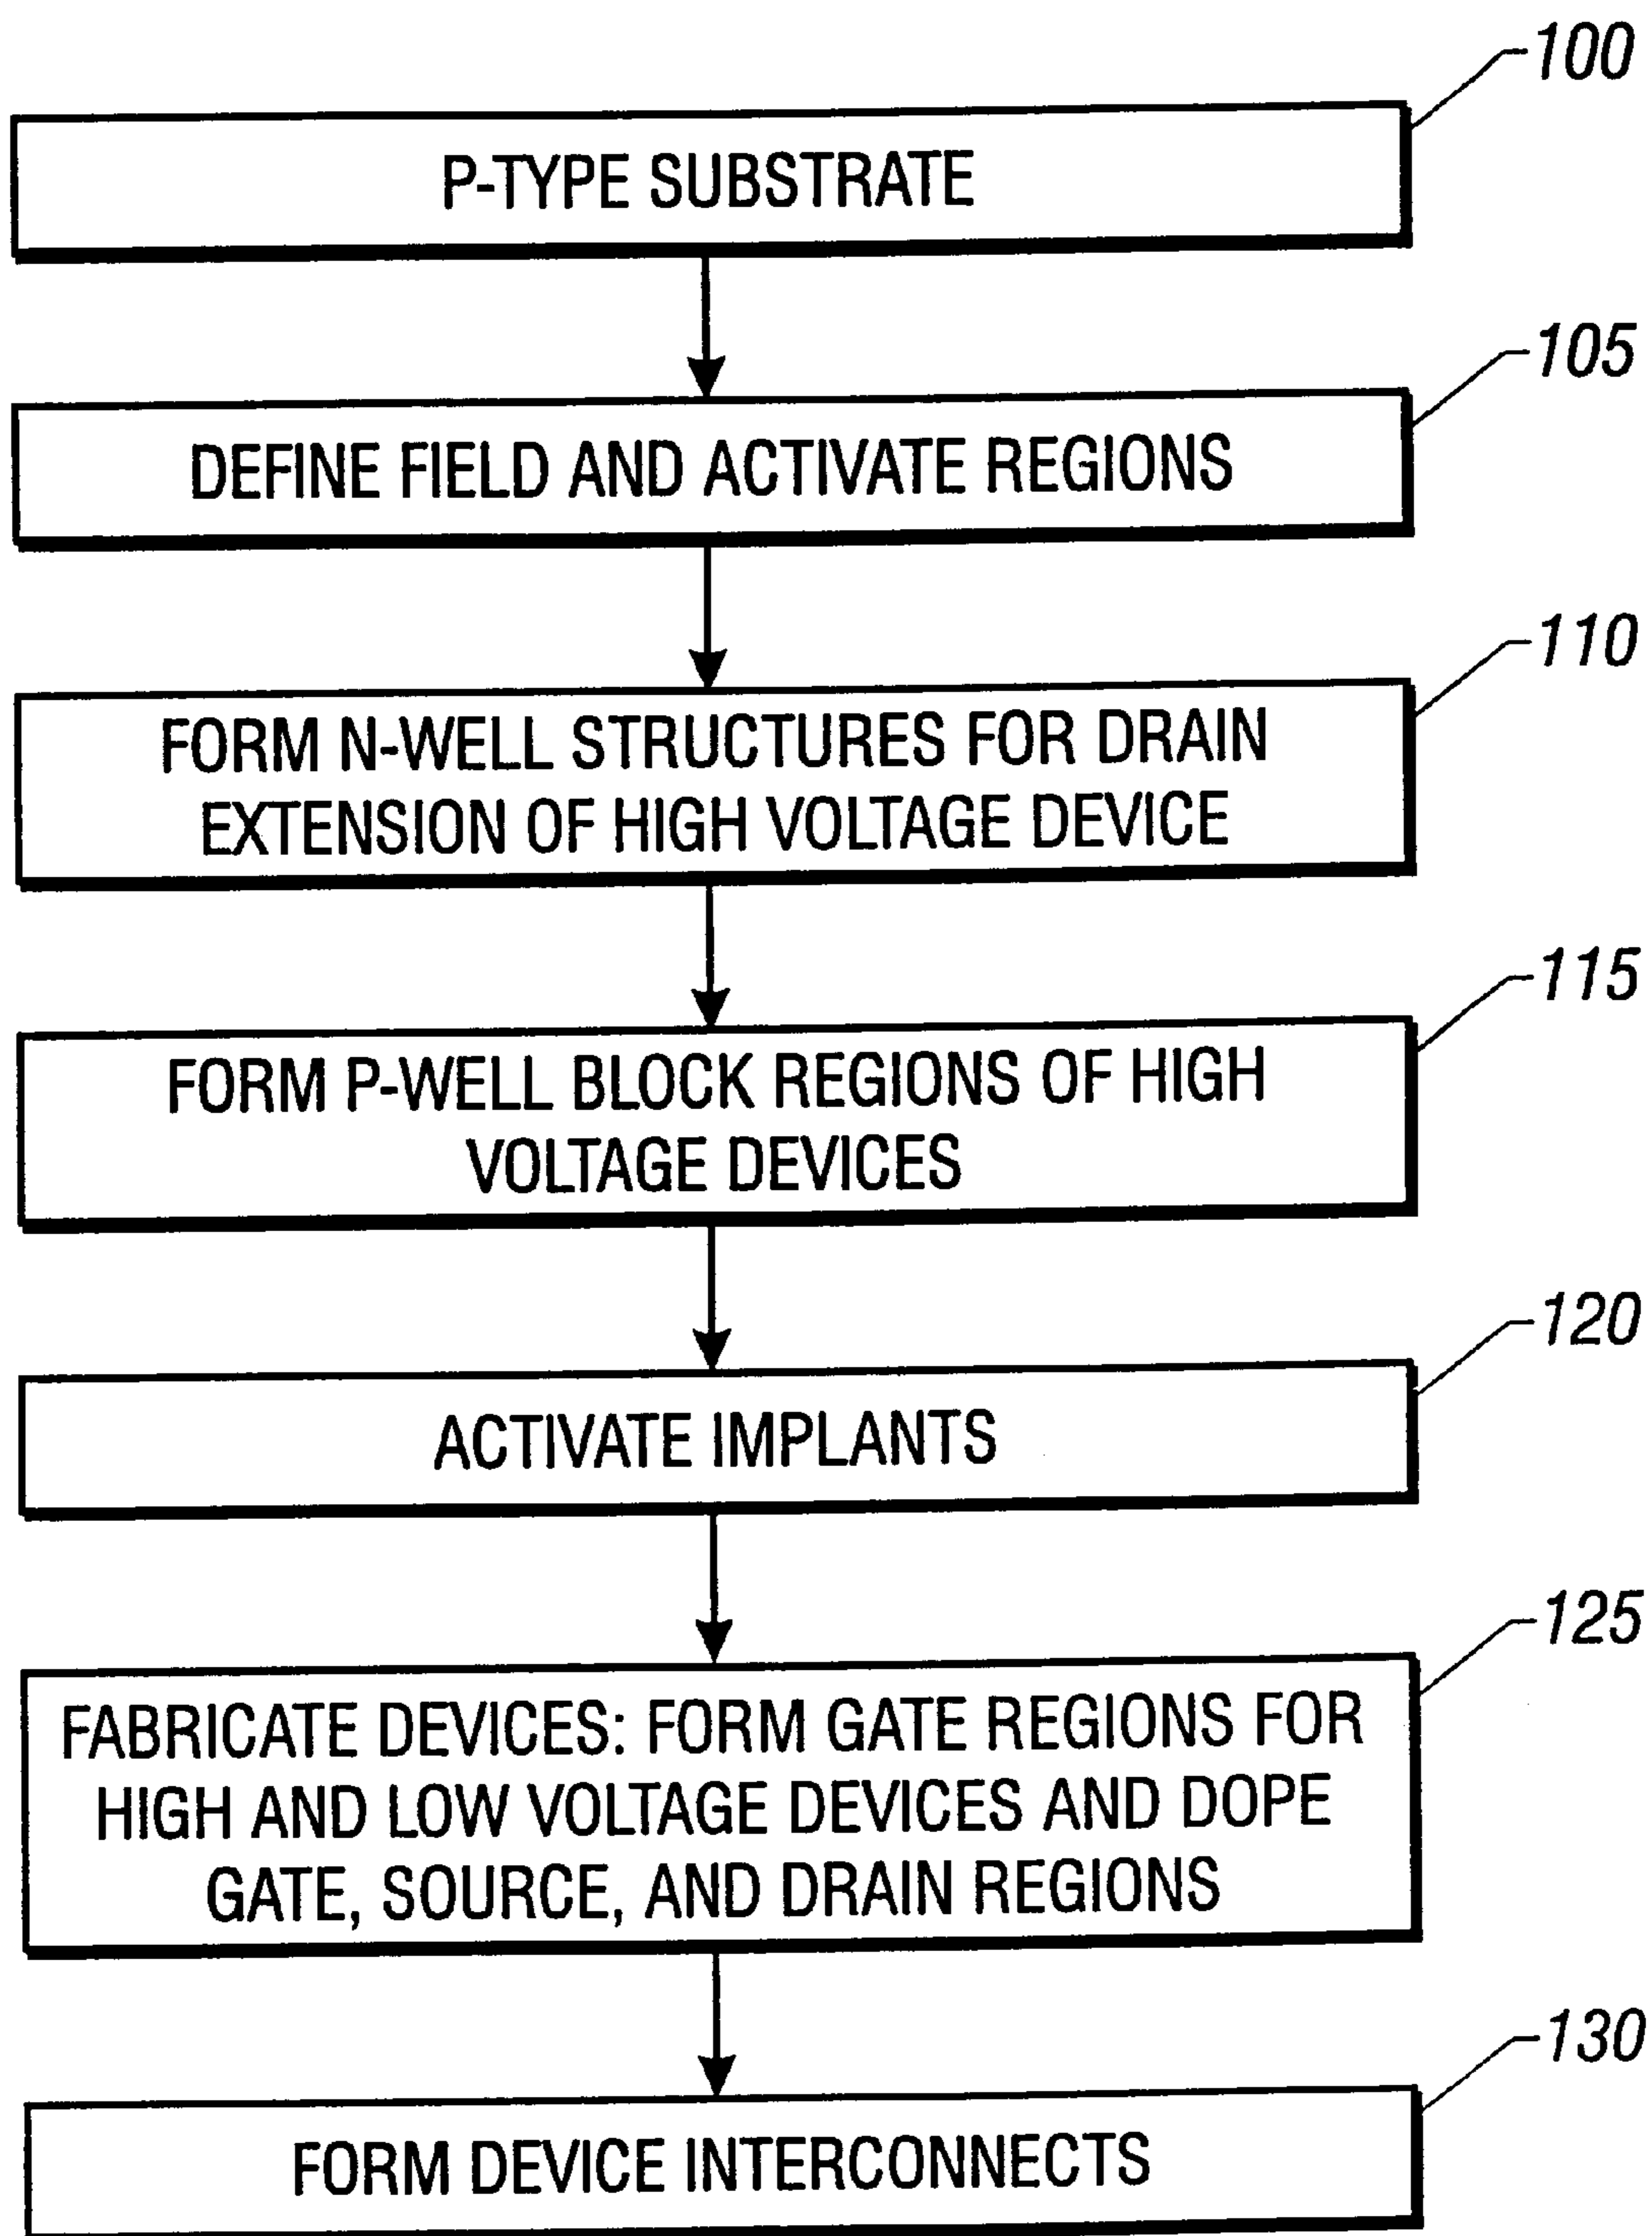 100
P-TYPE SUBSTRATE
105
DEFINE FIELD AND ACTIVATE REGIONS
110
FORM N-WELL STRUCTURES FOR DRAIN
EXTENSION OF HIGH VOLTAGE DEVICE
115
FORM P-WELL BLOCK REGIONS OF HIGH
VOLTAGE DEVICES
120
ACTIVATE IMPLANTS
125
FABRICATE DEVICES: FORM GATE REGIONS FOR
HIGH AND LOW VOLTAGE DEVICES AND DOPE
GATE, SOURCE, AND DRAIN REGIONS
130
FORM DEVICE INTERCONNECTS